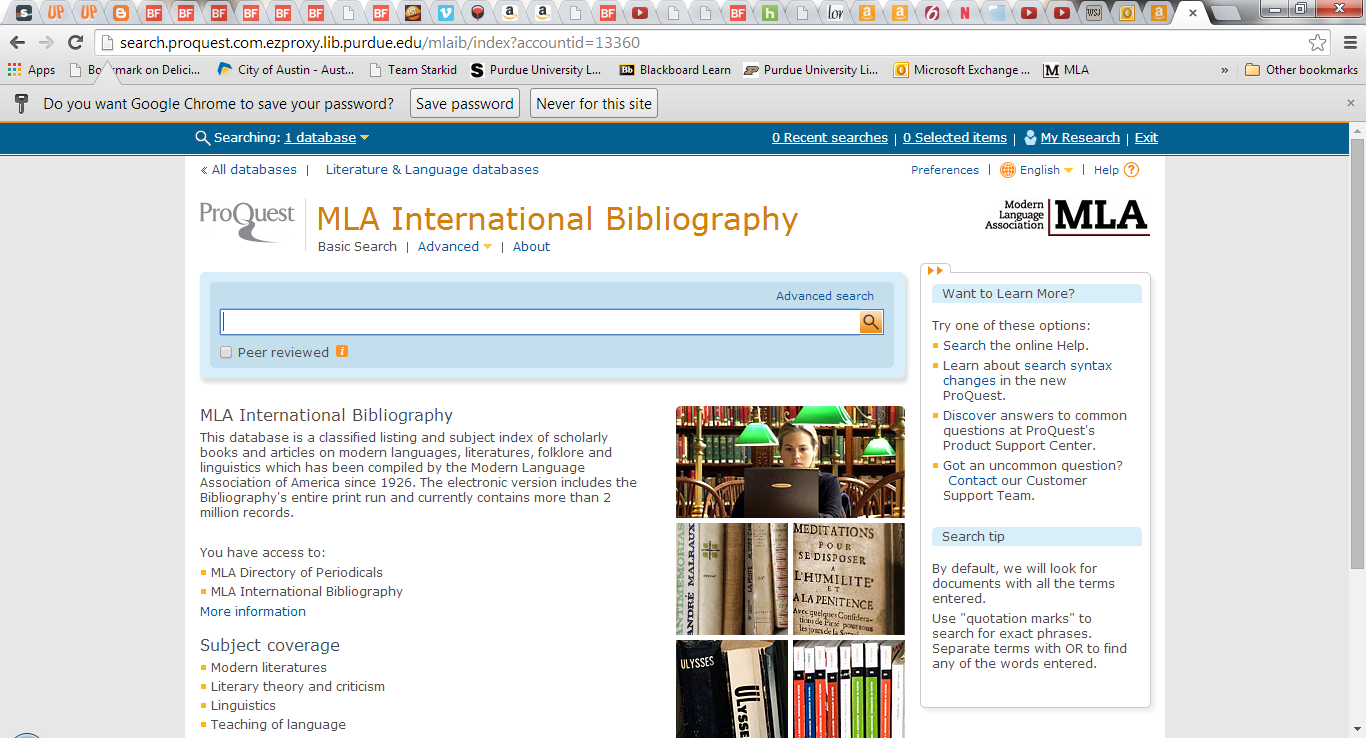 UP UP BF BF BF BF BF BF BF BF BF h lor N WSJ
search.proquest.com.ezproxy.lib.purdue.edu/mlaib/index?accountid=13360
Apps Bookmark on Delici... City of Austin - Aust... Team Starkid Purdue University L... Bb Blackboard Learn Purdue University Li... Microsoft Exchange ... M MLA » Other bookmarks
Do you want Google Chrome to save your password? Save password Never for this site
Searching: 1 database 0 Recent searches | 0 Selected items | My Research | Exit
« All databases | Literature & Language databases Preferences | English | Help ?
ProQuest MLA International Bibliography
Basic Search | Advanced | About
Modern
Language
Association MLA
Advanced search
Peer reviewed i
Want to Learn More?
Try one of these options:
Search the online Help.
Learn about search syntax
changes in the new
ProQuest.
Discover answers to common
questions at ProQuest's
Product Support Center.
Got an uncommon question?
Contact our Customer
Support Team.
Search tip
By default, we will look for
documents with all the terms
entered.
Use "quotation marks" to
search for exact phrases.
Separate terms with OR to find
any of the words entered.
MLA International Bibliography
This database is a classified listing and subject index of scholarly
books and articles on modern languages, literatures, folklore and
linguistics which has been compiled by the Modern Language
Association of America since 1926. The electronic version includes the
Bibliography's entire print run and currently contains more than 2
million records.
You have access to:
MLA Directory of Periodicals
MLA International Bibliography
More information
Subject coverage
Modern literatures
Literary theory and criticism
Linguistics
Teaching of language
ANTIMEMORIAS
ANDRÉ MALRAUX
MEDITATIONS
POUR
SE DISPOSER
A
L'HUMILITE
ET
A LA PENITENCE
Avec quelques
ULYSSES